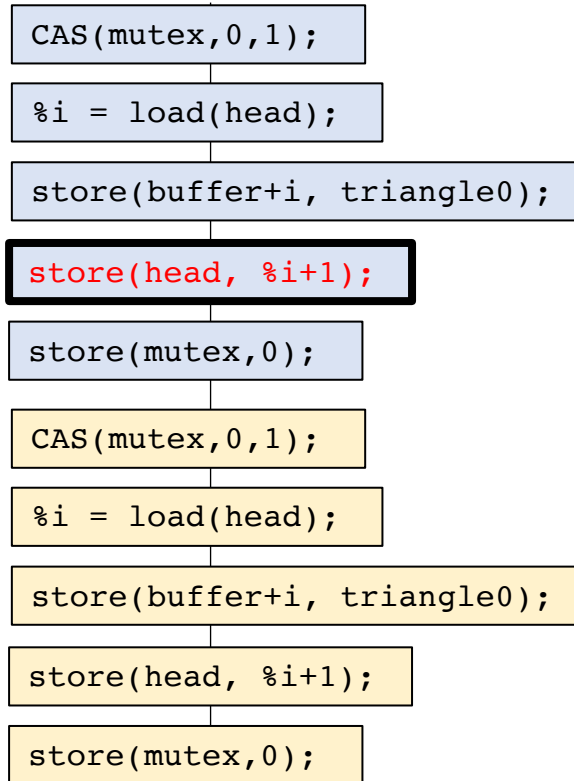 CAS(mutex,0,1);
%i = load(head);
store(buffer+i, triangle0);
store(head, %i+1);
store(mutex,0);
CAS(mutex,0,1);
%i = load(head);
store(buffer+i, triangle0);
store(head, %i+1);
store(mutex,0);